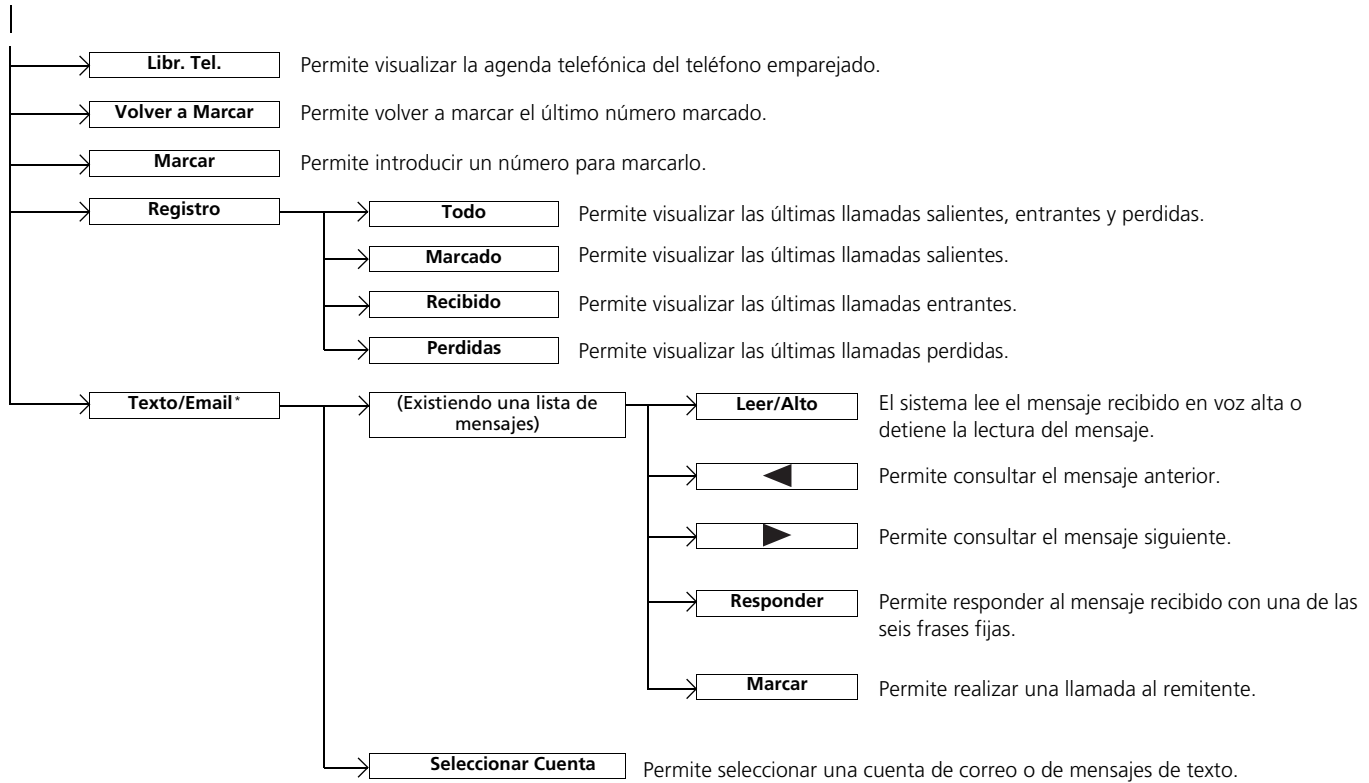 Libr. Tel. Permite visualizar la agenda telefónica del teléfono emparejado.
Volver a Marcar Permite volver a marcar el último número marcado.
Marcar Permite introducir un número para marcarlo.
Registro Todo Permite visualizar las últimas llamadas salientes, entrantes y perdidas.
Marcado Permite visualizar las últimas llamadas salientes.
Recibido Permite visualizar las últimas llamadas entrantes.
Perdidas Permite visualizar las últimas llamadas perdidas.
Texto/Email* (Existiendo una lista de
mensajes)
Leer/Alto El sistema lee el mensaje recibido en voz alta o
detiene la lectura del mensaje.
Permite consultar el mensaje anterior.
Permite consultar el mensaje siguiente.
Responder Permite responder al mensaje recibido con una de las
seis frases fijas.
Marcar Permite realizar una llamada al remitente.
Seleccionar Cuenta Permite seleccionar una cuenta de correo o de mensajes de texto.